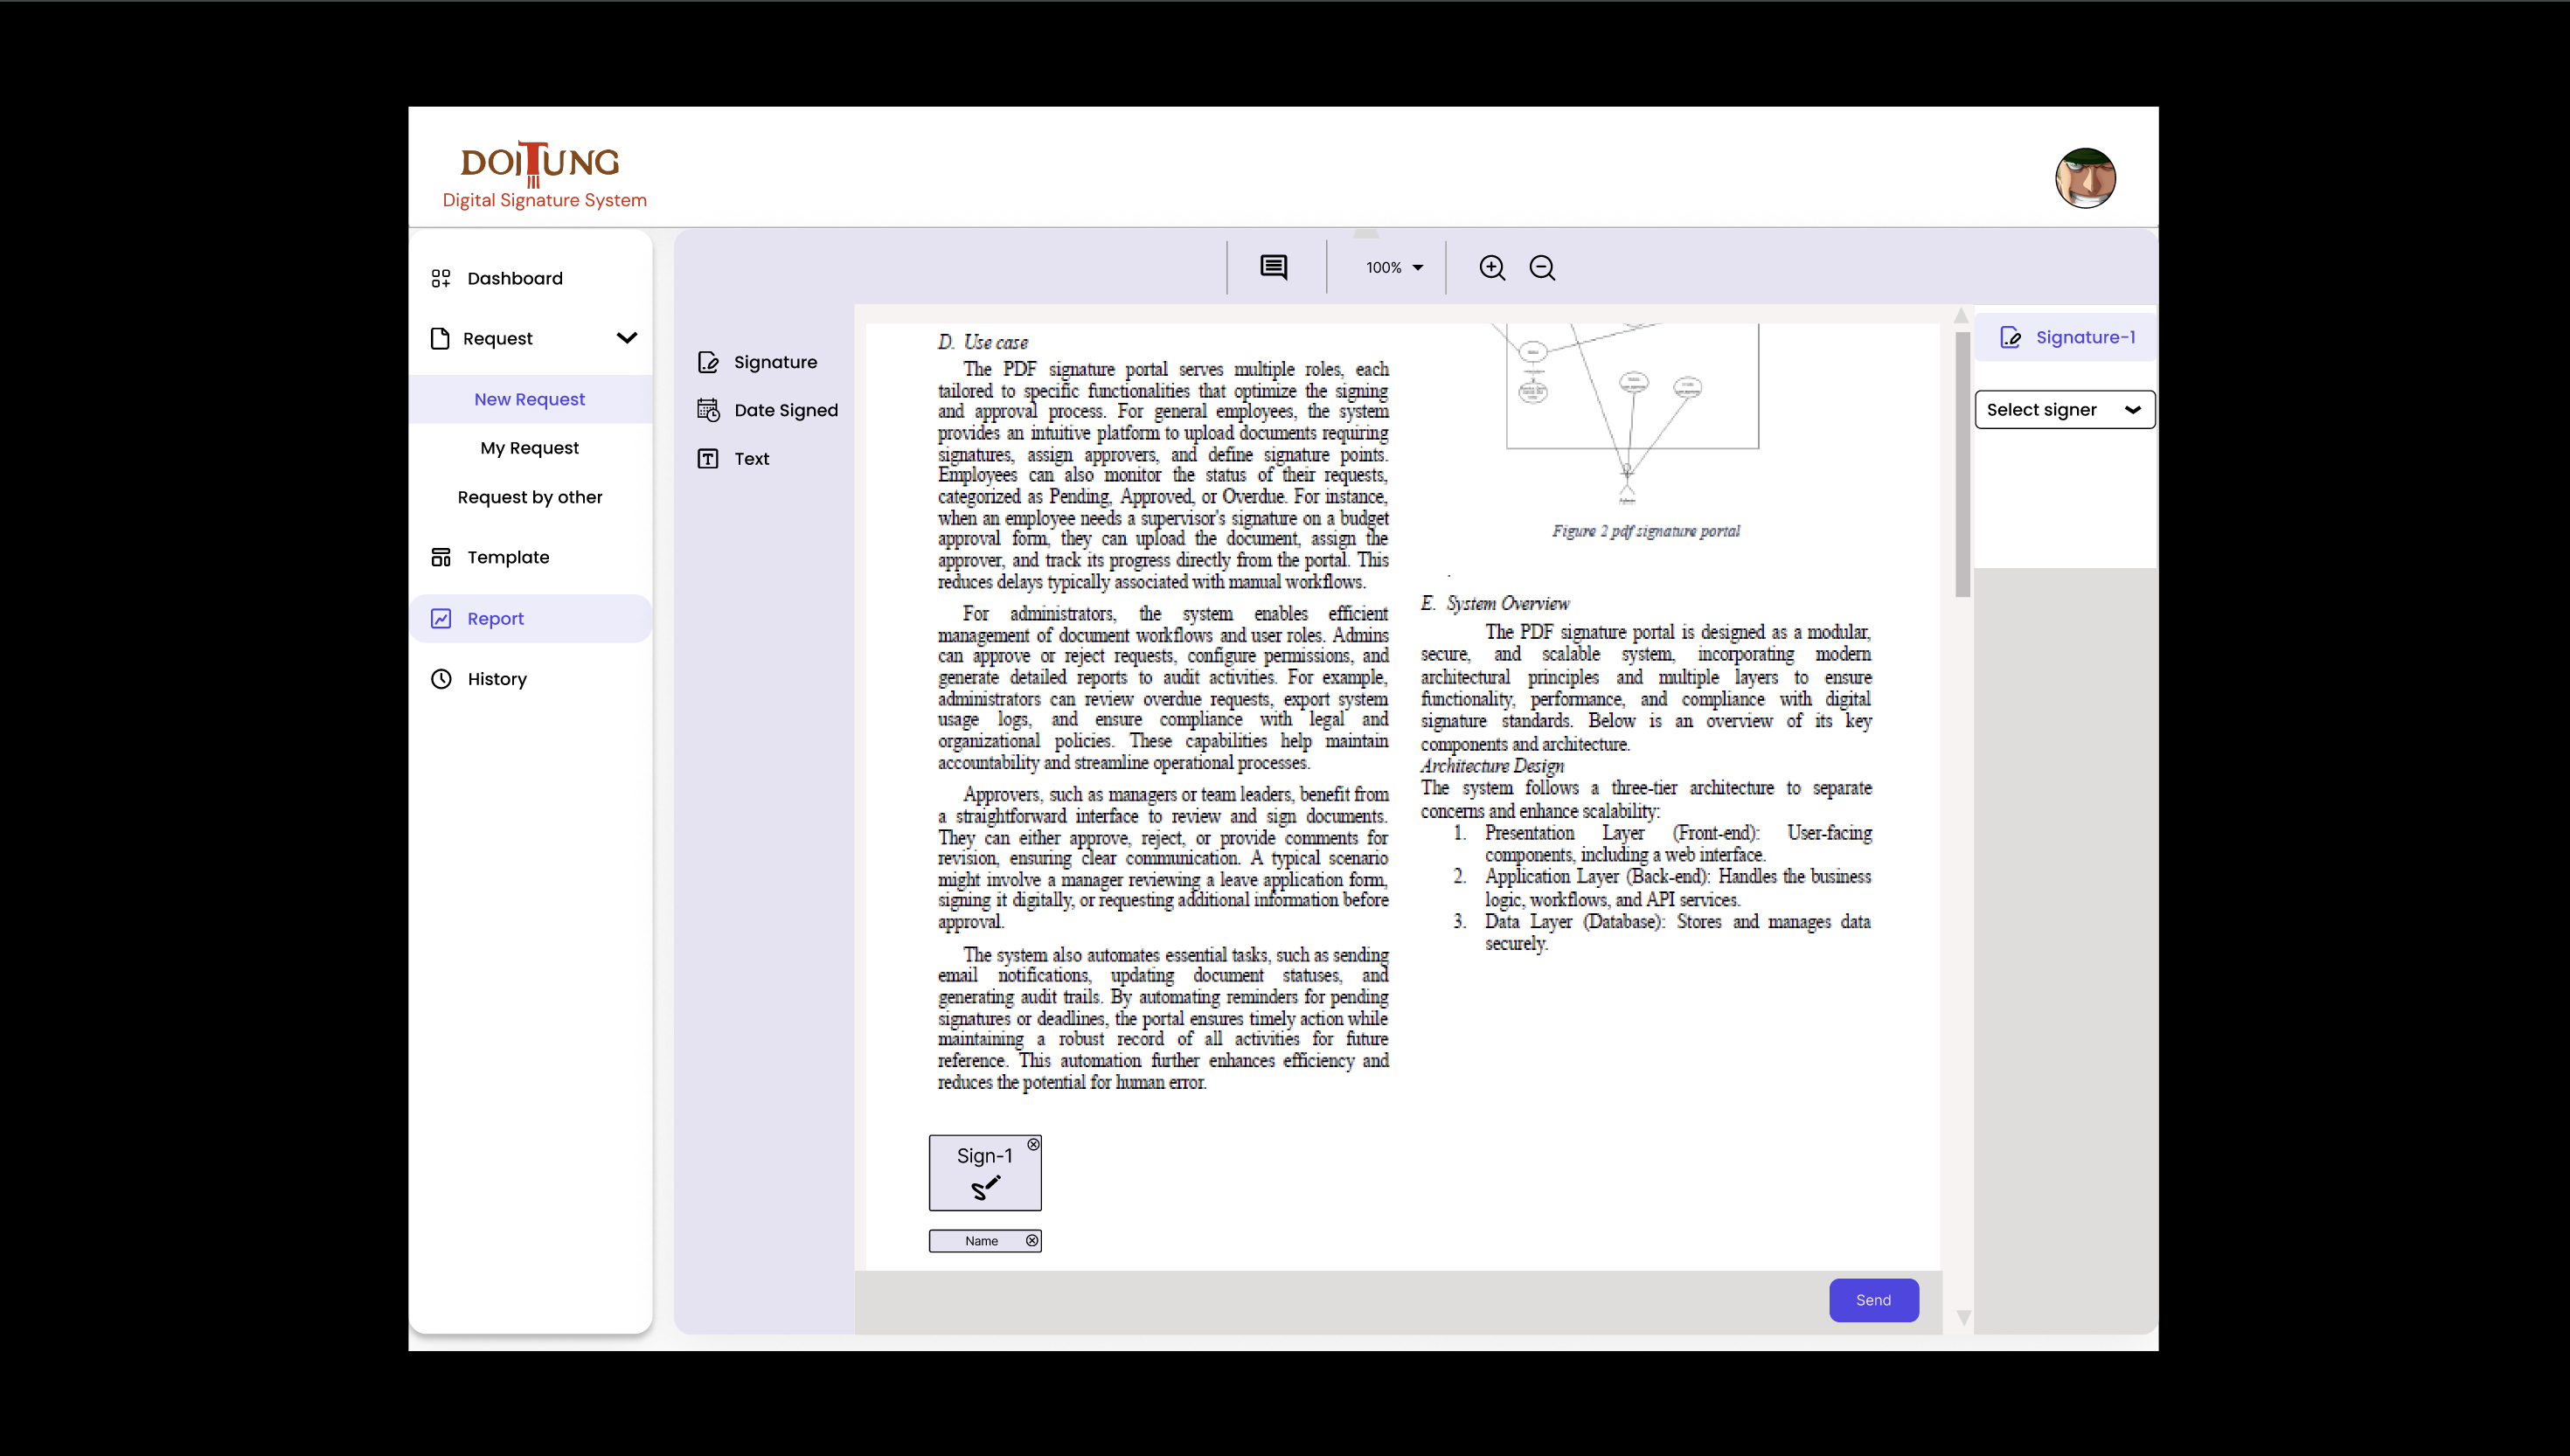 DOITUNG
Digital Signature System
Dashboard
Request
New Request
My Request
Request by other
Template
Report
History
100%
Signature
Date Signed
Text
D. Use case
The PDF signature portal serves multiple roles, each
tailored to specific functionalities that optimize the signing
and approval process. For general employees, the system
provides an intuitive platform to upload documents requiring
signatures, assign approvers, and define signature points.
Employees can also monitor the status of their requests,
categorized as Pending, Approved, or Overdue. For instance,
when an employee needs a supervisor's signature on a budget
approval form, they can upload the document, assign the
approver, and track its progress directly from the portal. This
reduces delays typically associated with manual workflows.
For administrators, the system enables efficient
management of document workflows and user roles. Admins
can approve or reject requests, configure permissions, and
generate detailed reports to audit activities. For example,
administrators can review overdue requests, export system
usage logs, and ensure compliance with legal and
organizational policies. These capabilities help maintain
accountability and streamline operational processes.
Approvers, such as managers or team leaders, benefit from
a straightforward interface to review and sign documents.
They can either approve, reject, or provide comments for
revision, ensuring clear communication. A typical scenario
might involve a manager reviewing a leave application form,
signing it digitally, or requesting additional information before
approval.
The system also automates essential tasks, such as sending
email notifications, updating document statuses, and
generating audit trails. By automating reminders for pending
signatures or deadlines, the portal ensures timely action while
maintaining a robust record of all activities for future
reference. This automation further enhances efficiency and
reduces the potential for human error.
Sign-1
Name
Figure 2 pdf signature portal
.
E. System Overview
The PDF signature portal is designed as a modular,
secure, and scalable system, incorporating modern
architectural principles and multiple layers to ensure
functionality, performance, and compliance with digital
signature standards. Below is an overview of its key
components and architecture.
Architecture Design
The system follows a three-tier architecture to separate
concerns and enhance scalability:
1. Presentation Layer (Front-end): User-facing
components, including a web interface.
2. Application Layer (Back-end): Handles the business
logic, workflows, and API services.
3. Data Layer (Database): Stores and manages data
securely.
Send
Signature-1
Select signer